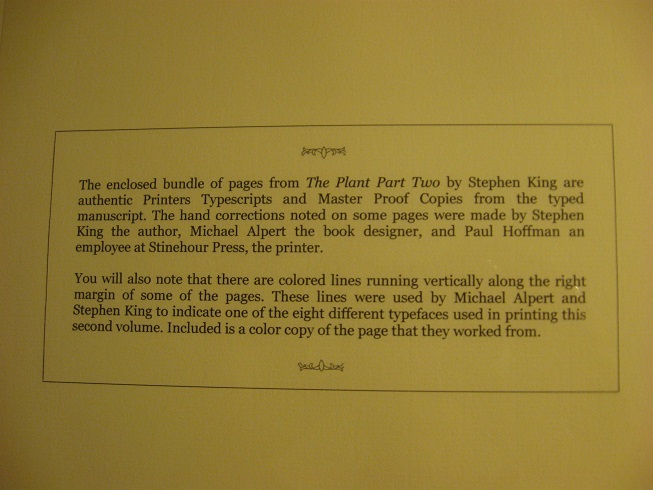 The enclosed bundle of pages from The Plant Part Two by Stephen King are
authentic Printers Typescripts and Master Proof Copies from the typed
manuscript. The hand corrections noted on some pages were made by Stephen
King the author, Michael Alpert the book designer, and Paul Hoffman an
employee at Stinehour Press, the printer.
You will also note that there are colored lines running vertically along the right
margin of some of the pages. These lines were used by Michael Alpert and
Stephen King to indicate one of the eight different typefaces used in printing this
second volume. Included is a color copy of the page that they worked from.